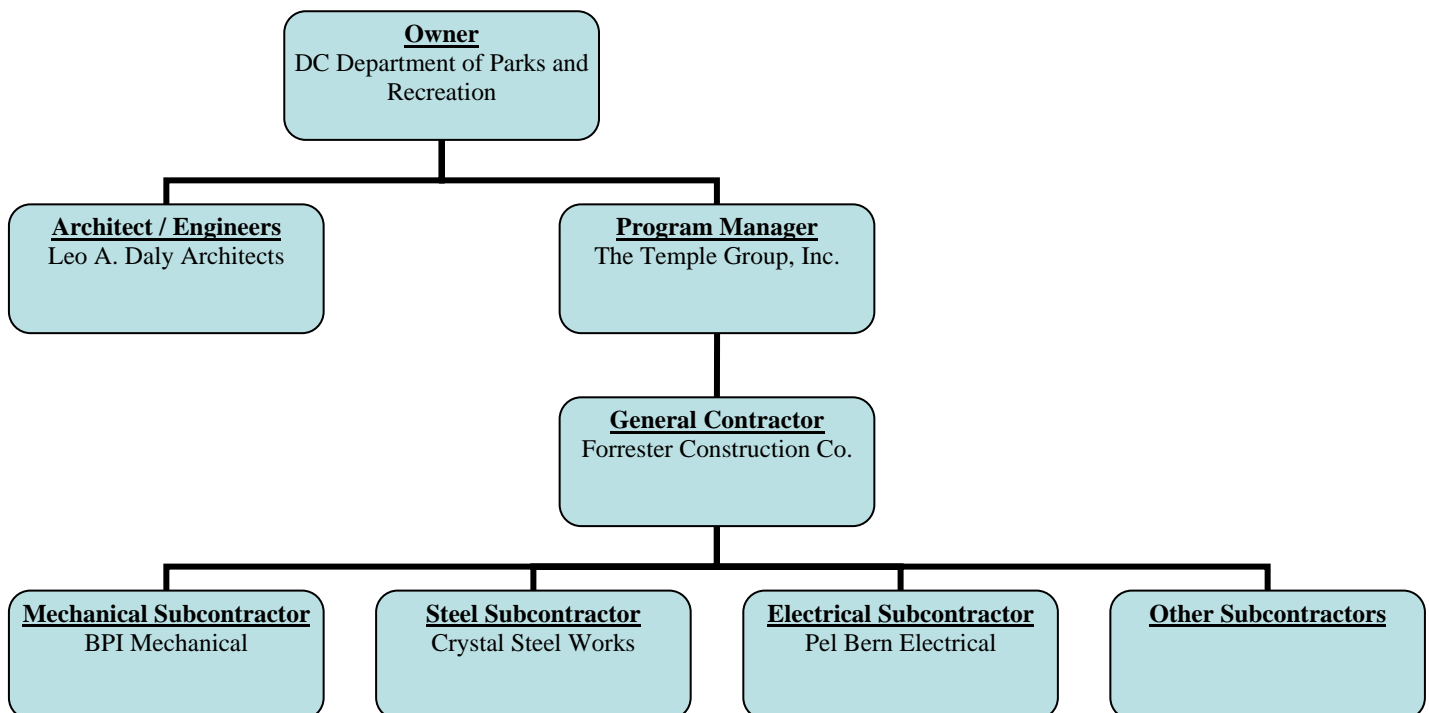 Owner
DC Department of Parks and
Recreation
Architect / Engineers
Leo A. Daly Architects
Program Manager
The Temple Group, Inc.
General Contractor
Forrester Construction Co.
Mechanical Subcontractor
BPI Mechanical
Steel Subcontractor
Crystal Steel Works
Electrical Subcontractor
Pel Bern Electrical
Other Subcontractors